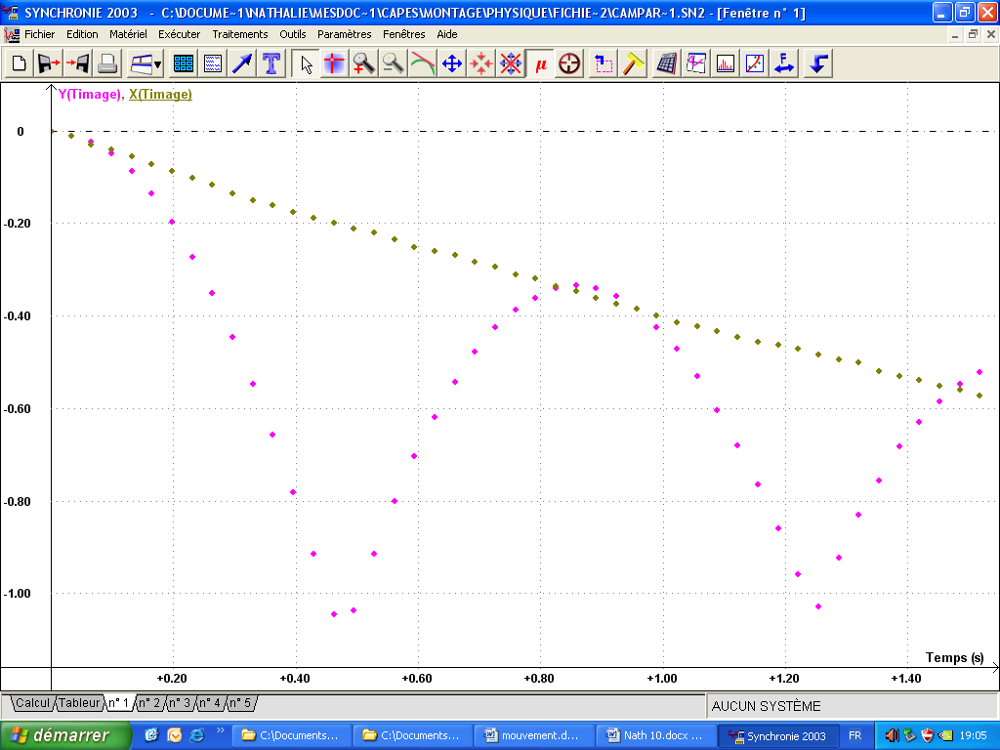 SYNCHRONIE 2003 - C:\DOCUME~1\NATHALIE\MESDOC~1\CAPES\MONTAGE\PHYSIQUE\FICHIE~2\CAMPAR~1.SN2 - [Fenêtre n° 1]
Fichier Edition Matériel Exécuter Traitements Outils Paramètres Fenêtres Aide
T μ
Y(Timage), X(Timage)
0
-0.20
-0.40
-0.60
-0.80
-1.00
Temps (s)
+0.20 +0.40 +0.60 +0.80 +1.00 +1.20 +1.40
Calcul Tableur n° 1 n° 2 n° 3 n° 4 n° 5 AUCUN SYSTÈME
démarrer » C:\Documents... C:\Documents... mouvement.d... Nath 10.docx ... Synchronie 2003 FR 19:05